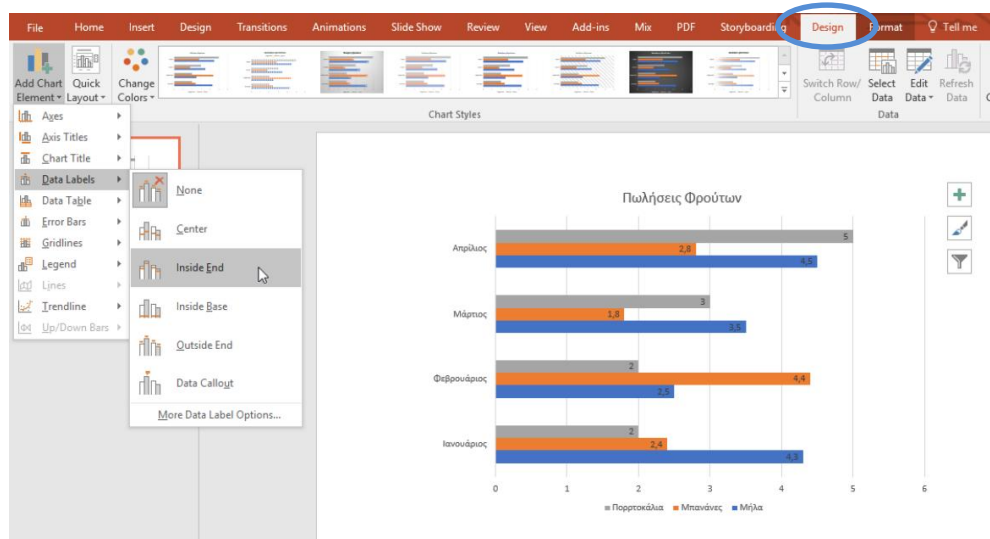 File Home Insert Design Transitions Animations Slide Show Review View Add-ins Mix PDF Storyboarding Design Format Tell me
Add Chart Element
Quick Layout
Change Colors
Switch Row/ Column
Select Data
Edit Data
Refresh Data
Chart Styles
Data
Axes
Axis Titles
Chart Title
Data Labels
Data Table
Error Bars
Gridlines
Legend
Lines
Trendline
Up/Down Bars
None
Center
Inside End
Inside Base
Outside End
Data Callout
More Data Label Options...
Πωλήσεις Φρούτων
5
Απρίλιος 2,8
4,5
3
Μάρτιος 1,8
3,5
2
Φεβρουάριος 4,4
2,5
2
Ιανουάριος 2,4
4,3
0 1 2 3 4 5 6
Πορρτοκάλια Μπανάνες Μήλα